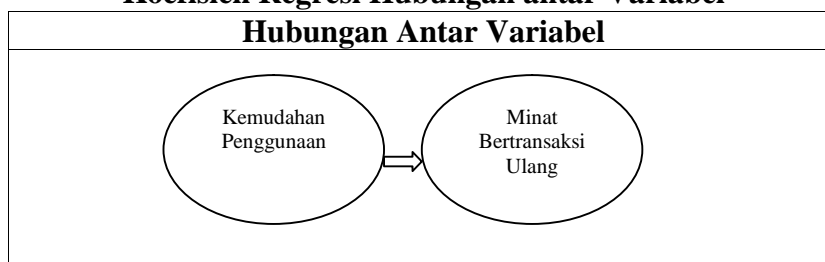 Koefisien Regresi Hubungan antar Variabel
Hubungan Antar Variabel
Kemudahan
Penggunaan
Minat
Bertransaksi
Ulang